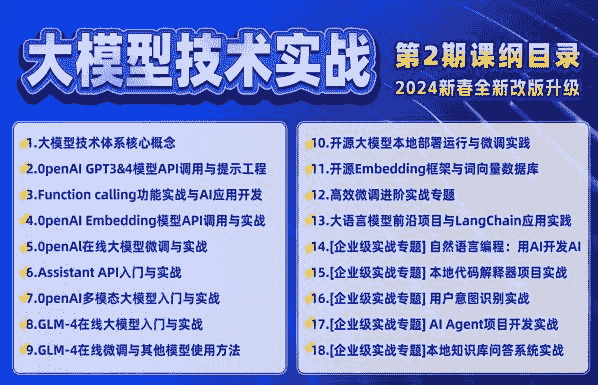 大模型技术实战
第2期课纲目录
2024新春全新改版升级
1.大模型技术体系核心概念
2.OpenAI GPT3&4模型API调用与提示工程
3.Function calling功能实战与AI应用开发
4.OpenAI Embedding模型API调用与实战
5.OpenAI在线大模型微调与实战
6.Assistant API入门与实战
7.OpenAI多模态大模型入门与实战
8.GLM-4在线大模型入门与实战
9.GLM-4在线微调与其他模型使用方法
10.开源大模型本地部署运行与微调实践
11.开源Embedding框架与词向量数据库
12.高效微调进阶实战专题
13.大语言模型前沿项目与LangChain应用实践
14.[企业级实战专题] 自然语言编程：用AI开发AI
15.[企业级实战专题] 本地代码解释器项目实战
16.[企业级实战专题] 用户意图识别实战
17.[企业级实战专题] AI Agent项目开发实战
18.[企业级实战专题]本地知识库问答系统实战